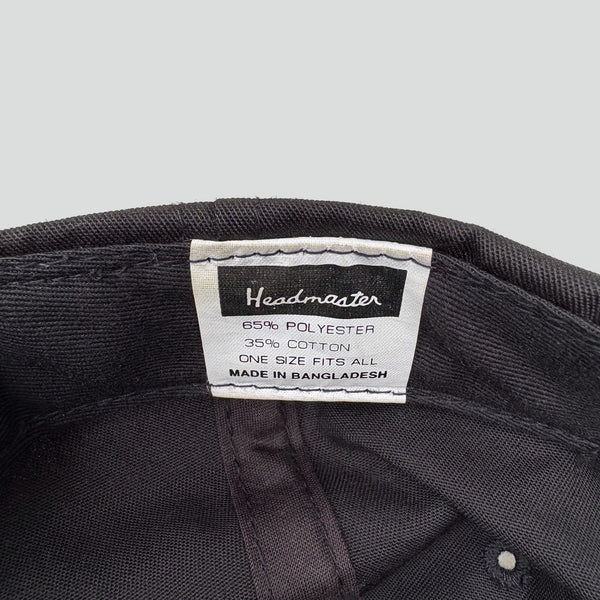 Headmaster
65% POLYESTER
35% COTTON
ONE SIZE FITS ALL
MADE IN BANGLADESH